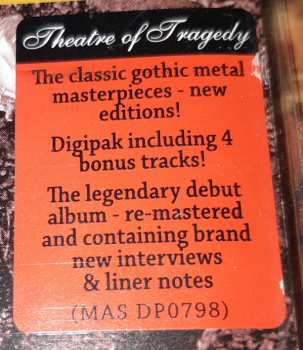 Theatre of Tragedy
The classic gothic metal
masterpieces - new
editions!
Digipak including 4
bonus tracks!
The legendary debut
album - re-mastered
and containing brand
new interviews
& liner notes
(MAS DP0798)